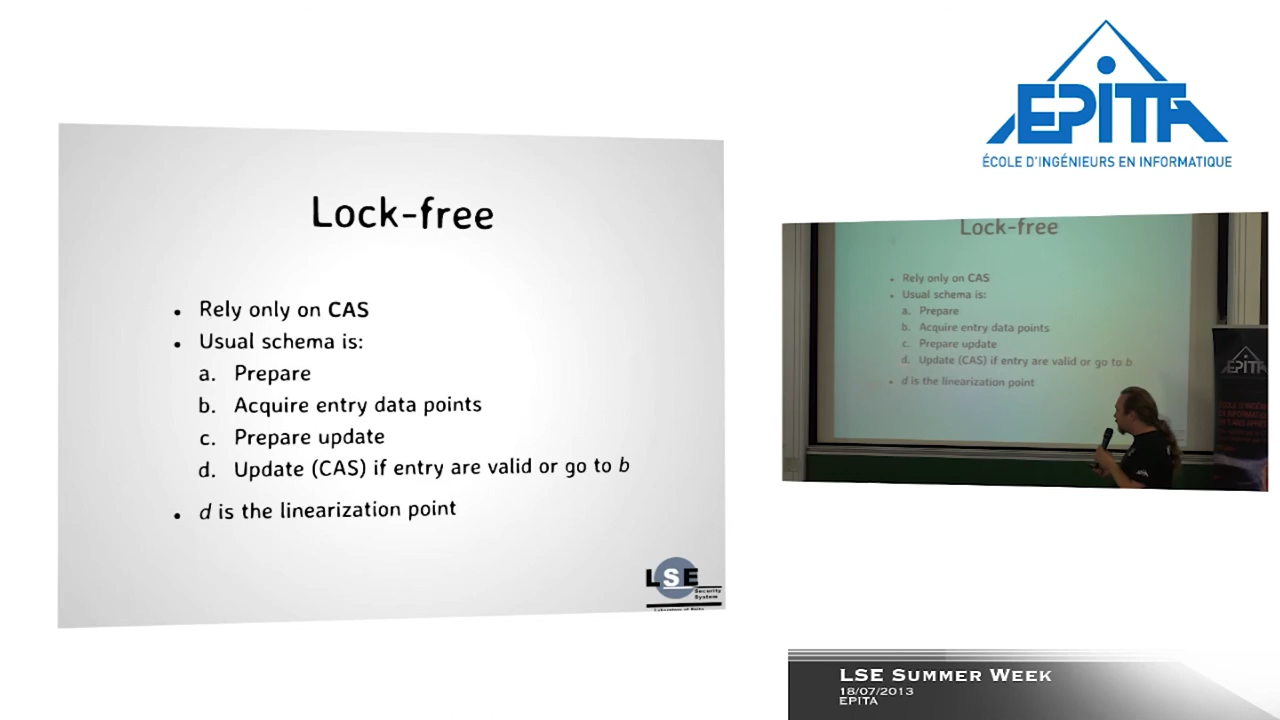 EPITA
ÉCOLE D'INGÉNIEURS EN INFORMATIQUE
Lock-free
• Rely only on CAS
• Usual schema is:
a. Prepare
b. Acquire entry data points
c. Prepare update
d. Update (CAS) if entry are valid or go to b
• d is the linearization point
LSE
Security
System
Lock-free
• Rely only on CAS
• Usual schema is:
a. Prepare
b. Acquire entry data points
c. Prepare update
d. Update (CAS) if entry are valid or go to b
• d is the linearization point
EPITA
LSE Summer Week
18/07/2013
EPITA